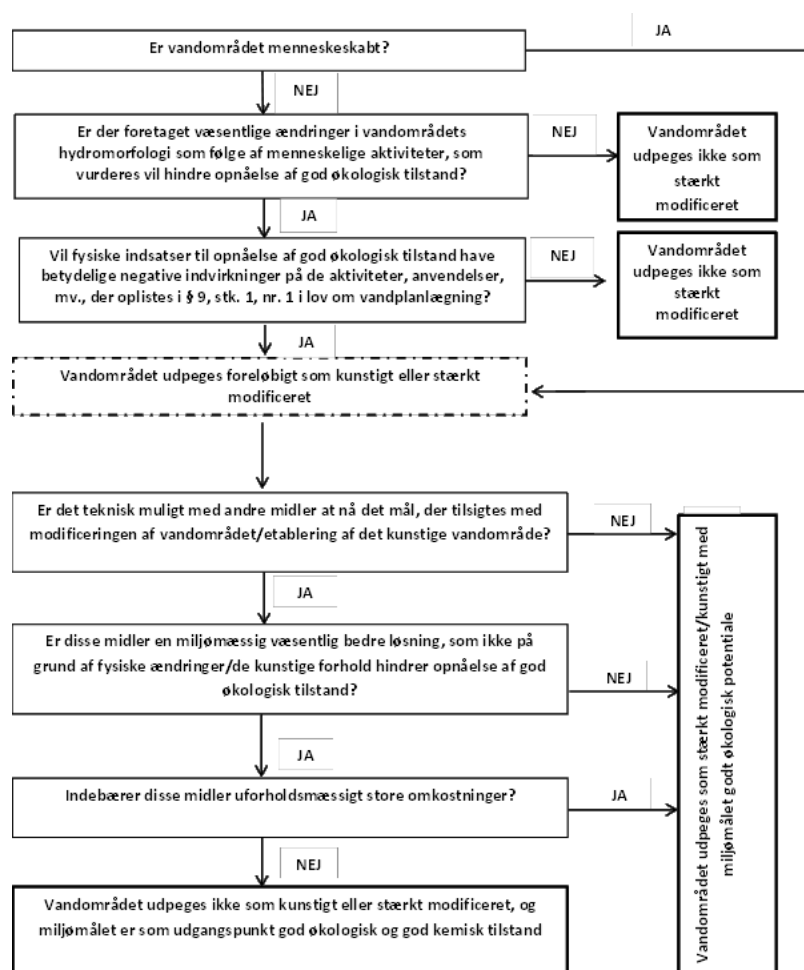 JA
Er vandområdet menneskeskabt?
NEJ
Er der foretaget væsentlige ændringer i vandområdets
hydromorfologi som følge af menneskelige aktiviteter, som
vurderes vil hindre opnåelse af god økologisk tilstand?
NEJ
Vandområdet
udpeges ikke som
stærkt
modificeret
JA
Vil fysiske indsatser til opnåelse af god økologisk tilstand have
betydelige negative indvirkninger på de aktiviteter, anvendelser,
mv., der oplistes i § 9, stk. 1, nr. 1 i lov om vandplanlægning?
NEJ
Vandområdet
udpeges ikke som
stærkt
modificeret
JA
Vandområdet udpeges foreløbigt som kunstigt eller stærkt
modificeret
Er det teknisk muligt med andre midler at nå det mål, der tilsigtes med
modificeringen af vandområdet/etablering af det kunstige vandområde?
NEJ
JA
Er disse midler en miljømæssig væsentlig bedre løsning, som ikke på
grund af fysiske ændringer/de kunstige forhold hindrer opnåelse af god
økologisk tilstand?
NEJ
JA
Indebærer disse midler uforholdsmæssigt store omkostninger?
JA
NEJ
Vandområdet udpeges ikke som kunstigt eller stærkt modificeret, og
miljømålet er som udgangspunkt god økologisk og god kemisk tilstand
Vandområdet udpeges som stærkt modificeret/kunstigt med
miljømålet godt økologisk potentiale